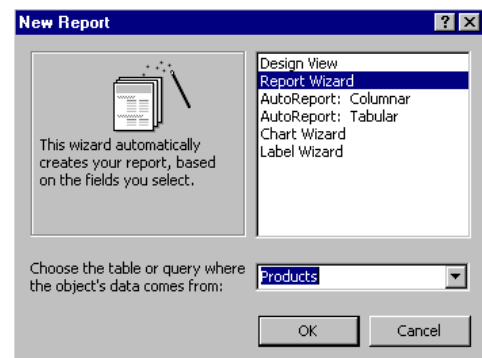 New Report
Design View
Report Wizard
AutoReport: Columnar
AutoReport: Tabular
Chart Wizard
Label Wizard
This wizard automatically
creates your report, based
on the fields you select.
Choose the table or query where
the object's data comes from:
Products
OK
Cancel